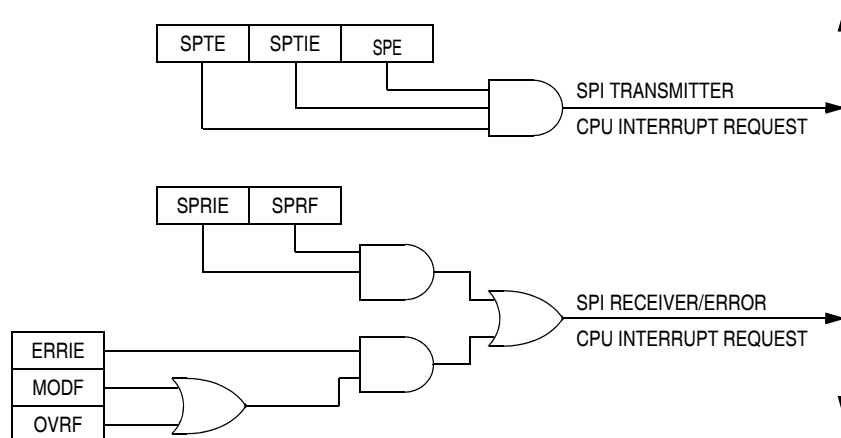 SPTE SPTIE SPE
SPI TRANSMITTER
CPU INTERRUPT REQUEST
SPRIE SPRF
SPI RECEIVER/ERROR
CPU INTERRUPT REQUEST
ERRIE
MODF
OVRF